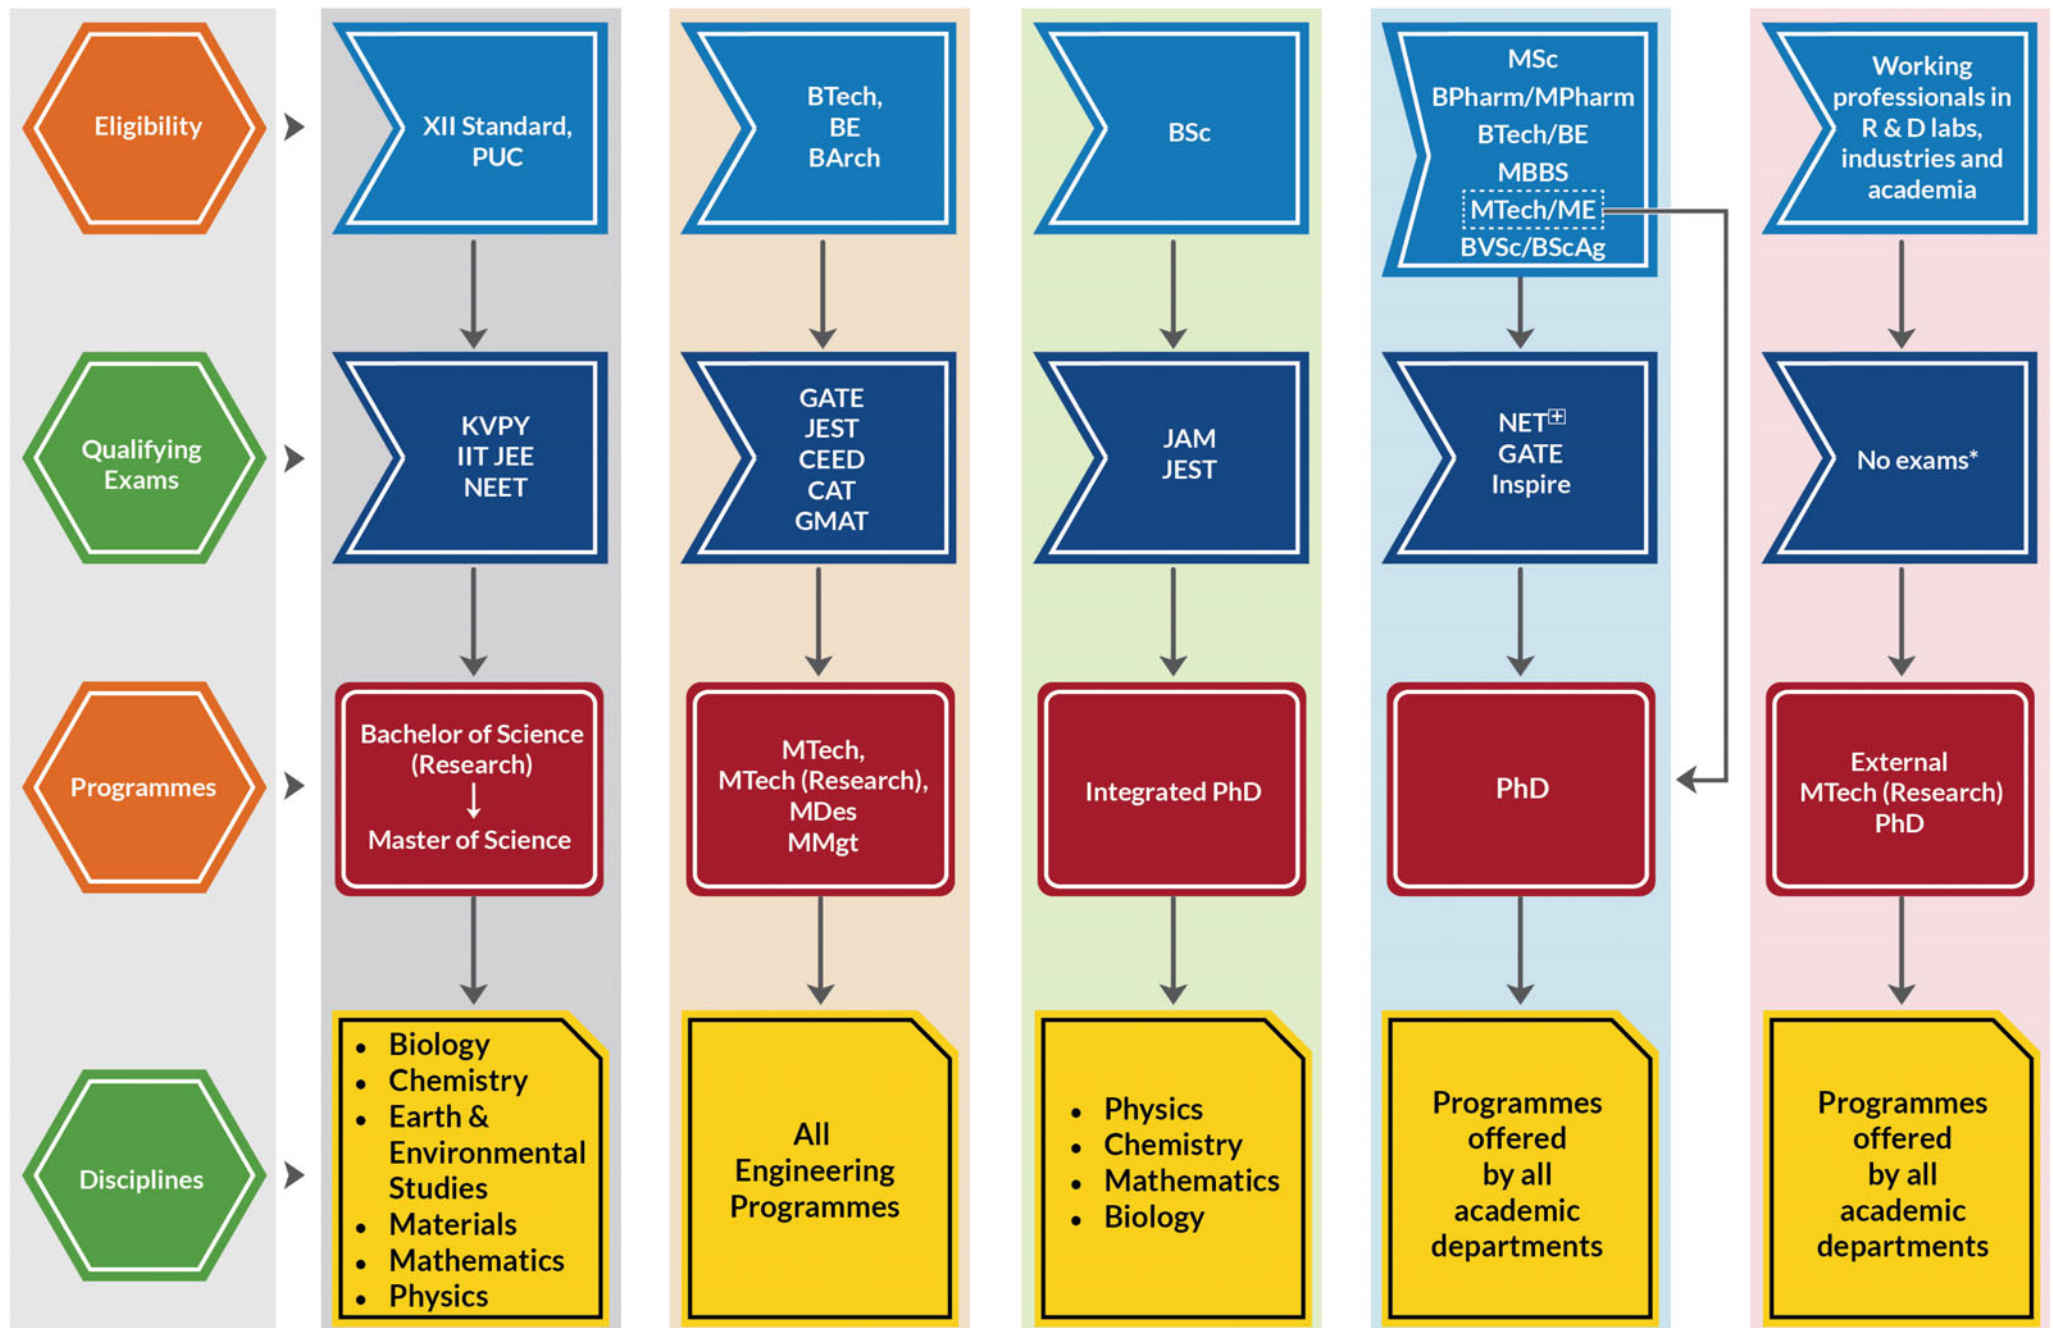 Eligibility
XII Standard,
PUC
BTech,
BE
BArch
BSc
MSc
BPharm/MPharm
BTech/BE
MBBS
MTech/ME
BVSc/BScAg
Working
professionals in
R & D labs,
industries and
academia
Qualifying
Exams
KVPY
IIT JEE
NEET
GATE
JEST
CEED
CAT
GMAT
JAM
JEST
NET⊞
GATE
Inspire
No exams*
Programmes
Bachelor of Science
(Research)
Master of Science
MTech,
MTech (Research),
MDes
MMgt
Integrated PhD
PhD
External
MTech (Research)
PhD
Disciplines
• Biology
• Chemistry
• Earth &
Environmental
Studies
• Materials
• Mathematics
• Physics
All
Engineering
Programmes
• Physics
• Chemistry
• Mathematics
• Biology
Programmes
offered
by all
academic
departments
Programmes
offered
by all
academic
departments